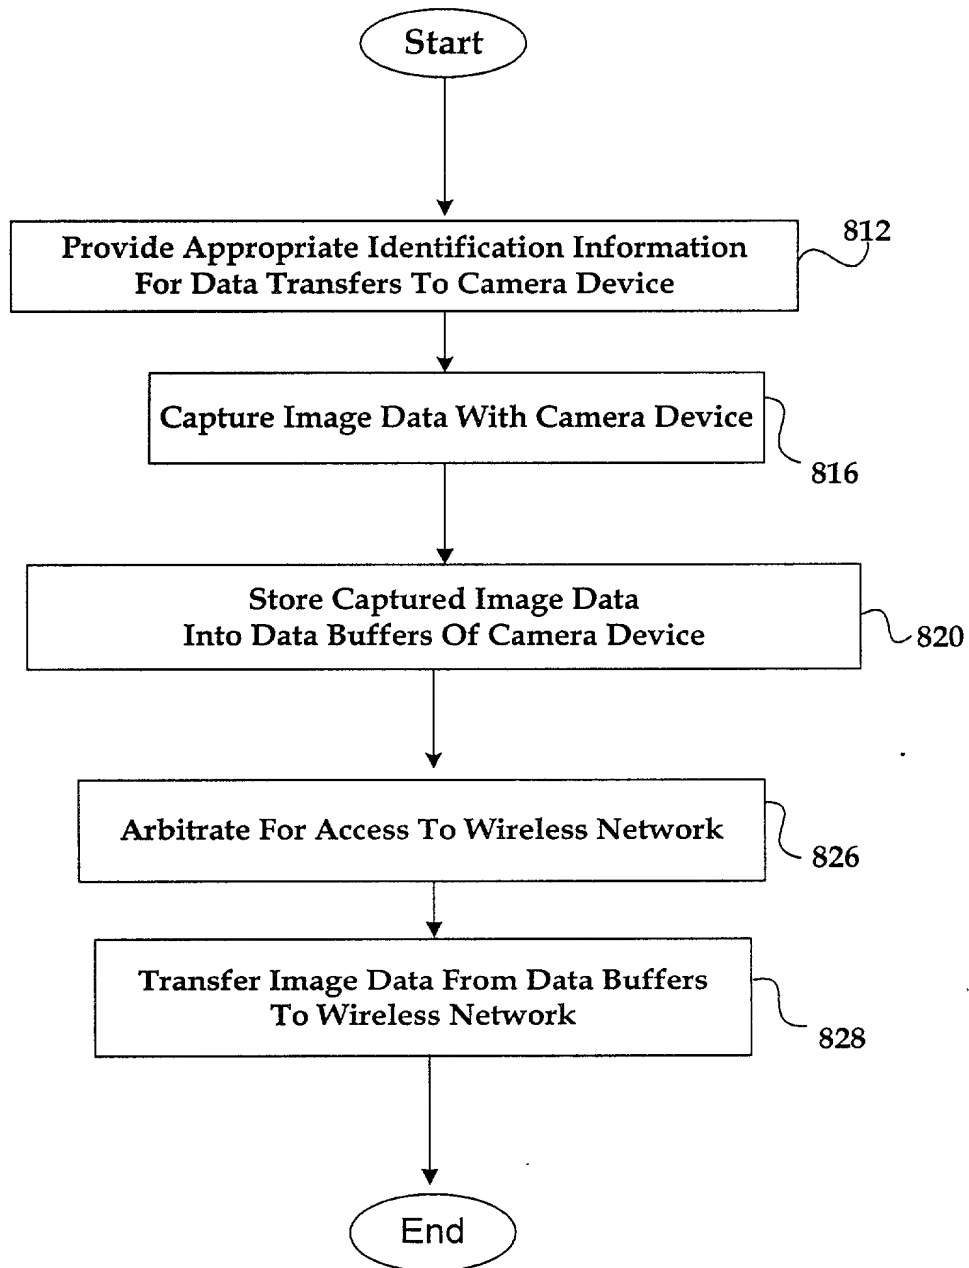 Start
Provide Appropriate Identification Information
For Data Transfers To Camera Device
812
Capture Image Data With Camera Device
816
Store Captured Image Data
Into Data Buffers Of Camera Device
820
Arbitrate For Access To Wireless Network
826
Transfer Image Data From Data Buffers
To Wireless Network
828
End